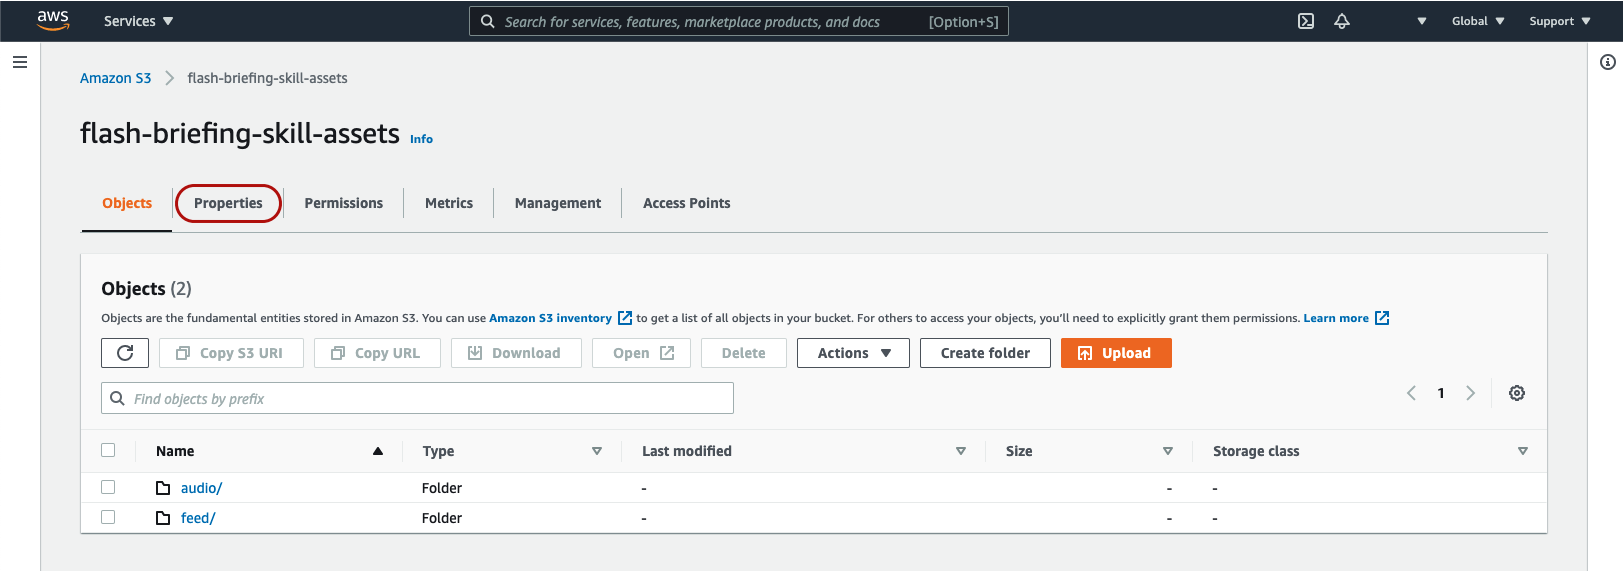 aws Services Search for services, features, marketplace products, and docs [Option+S] Global Support
Amazon S3 flash-briefing-skill-assets
flash-briefing-skill-assets Info
Objects Properties Permissions Metrics Management Access Points
Objects (2)
Objects are the fundamental entities stored in Amazon S3. You can use Amazon S3 inventory to get a list of all objects in your bucket. For others to access your objects, you'll need to explicitly grant them permissions. Learn more
Copy S3 URI Copy URL Download Open Delete Actions Create folder Upload
Find objects by prefix 1
Name Type Last modified Size Storage class
audio/ Folder - - -
feed/ Folder - - -